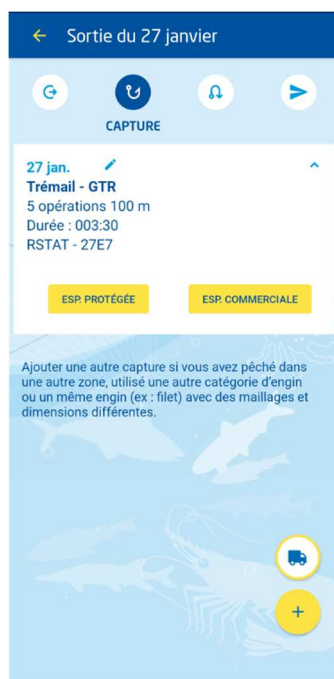 Sortie du 27 janvier
CAPTURE
27 jan.
Trémail - GTR
5 opérations 100 m
Durée : 003:30
RSTAT - 27E7
ESP. PROTÉGÉE
ESP. COMMERCIALE
Ajouter une autre capture si vous avez pêché dans
une autre zone, utilisé une autre catégorie d'engin
ou un même engin (ex : filet) avec des maillages et
dimensions différentes.